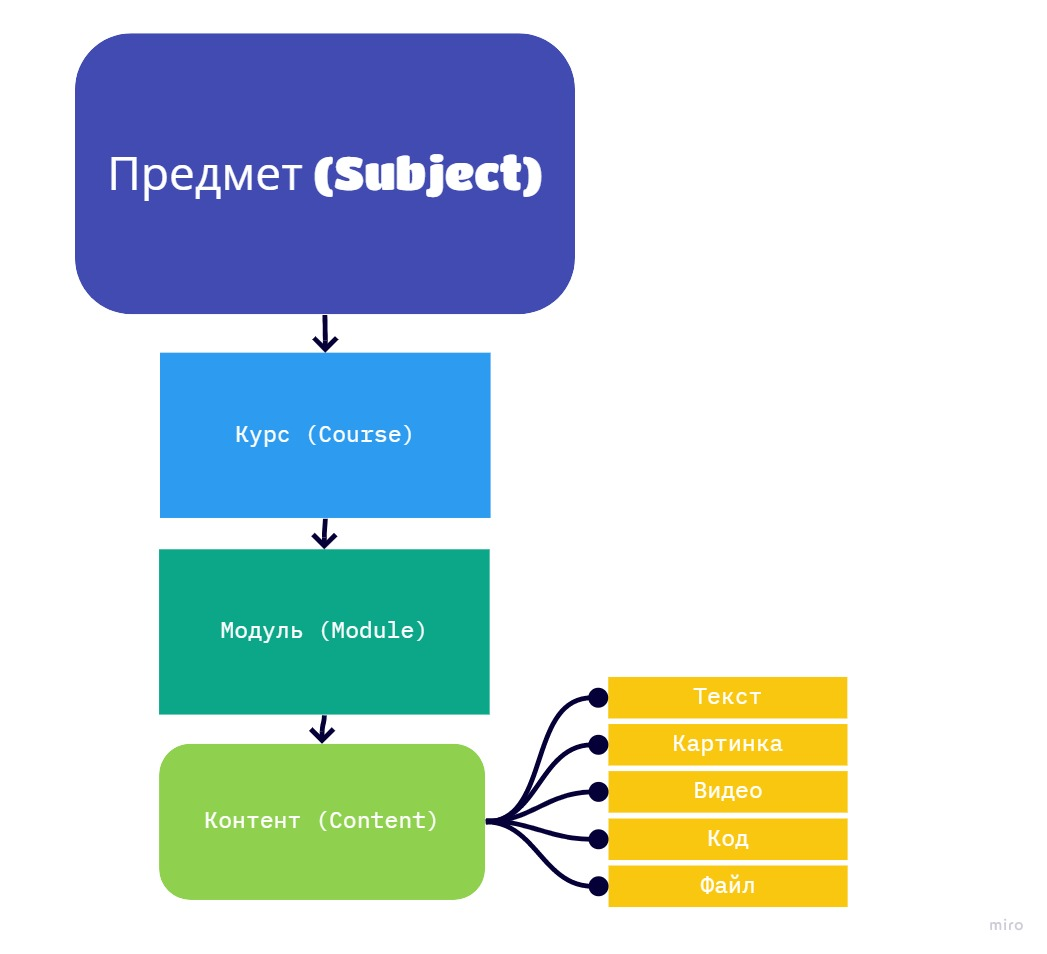 Предмет (Subject)
Курс (Course)
Модуль (Module)
Контент (Content)
Текст
Картинка
Видео
Код
Файл
miro